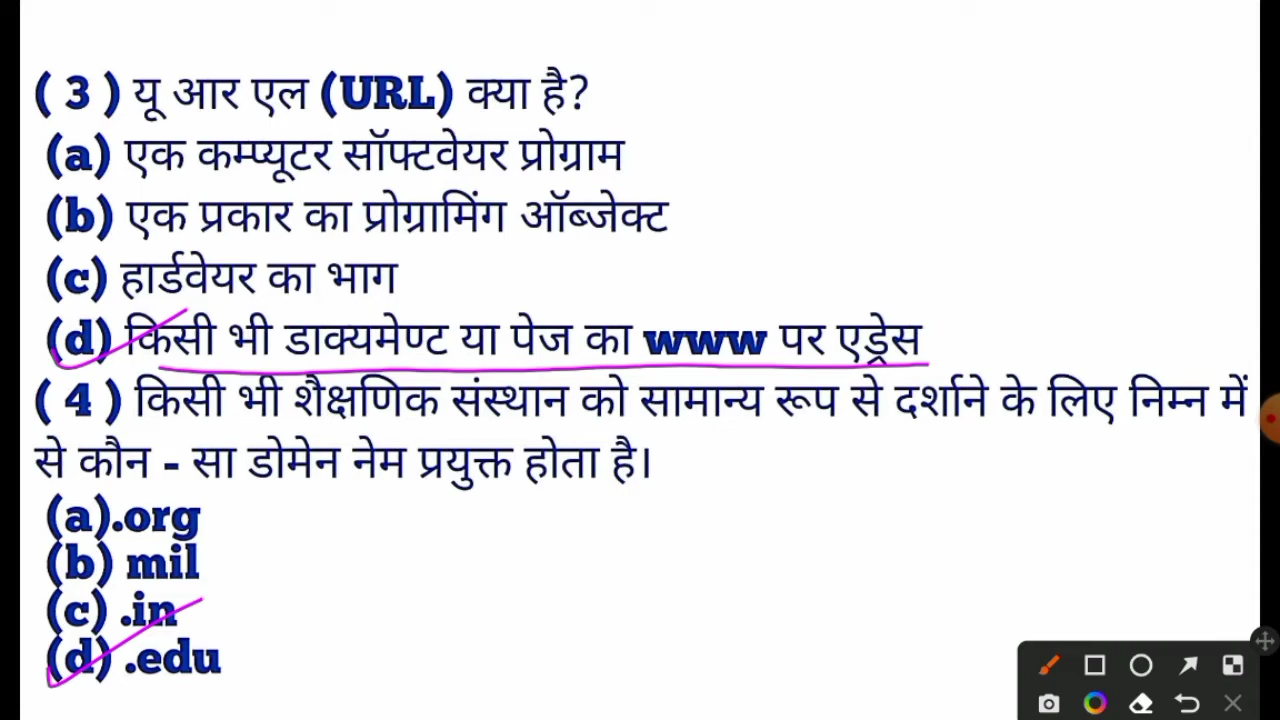 ( 3 ) यू आर एल (URL) क्या है?
(a) एक कम्प्यूटर सॉफ्टवेयर प्रोग्राम
(b) एक प्रकार का प्रोग्रामिंग ऑब्जेक्ट
(c) हार्डवेयर का भाग
(d) किसी भी डाक्यमेण्ट या पेज का www पर एड्रेस
( 4 ) किसी भी शैक्षणिक संस्थान को सामान्य रूप से दर्शाने के लिए निम्न में
से कौन - सा डोमेन नेम प्रयुक्त होता है।
(a).org
(b) mil
(c) .in
(d) .edu